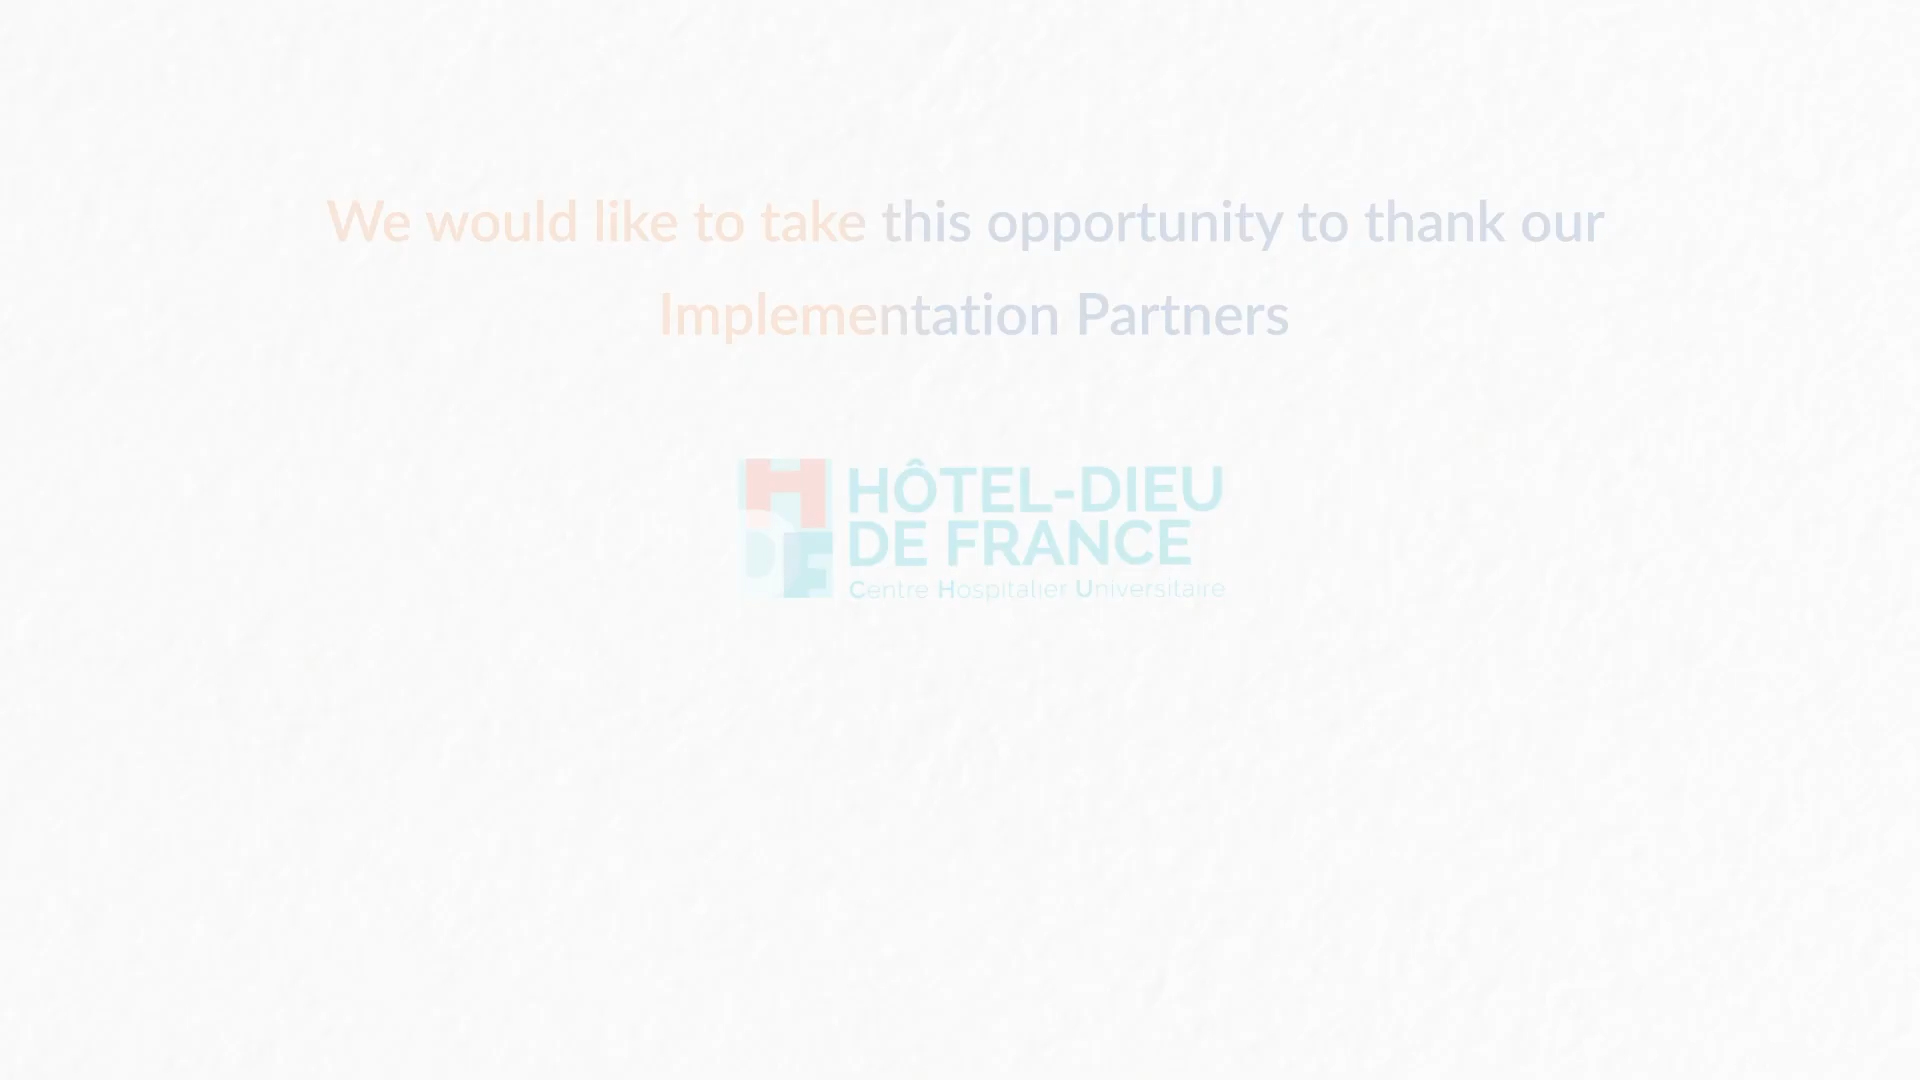 We would like to take this opportunity to thank our
Implementation Partners
HÔTEL-DIEU
DE FRANCE
Centre Hospitalier Universitaire